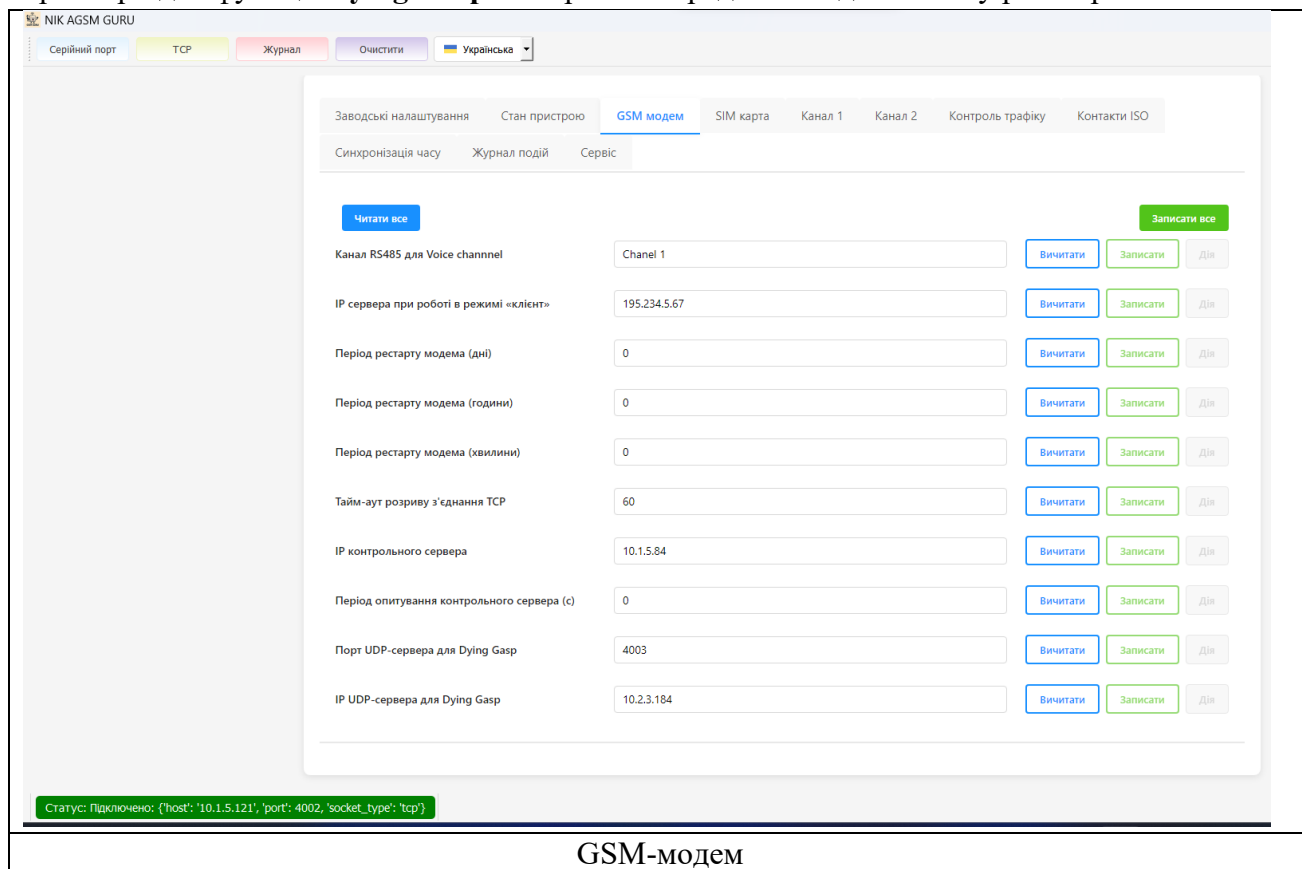 NIK AGSM GURU
Серійний порт TCP Журнал Очистити Українська
Заводські налаштування Стан пристрою GSM модем SIM карта Канал 1 Канал 2 Контроль трафіку Контакти ISO
Синхронізація часу Журнал подій Сервіс
Читати все Записати все
Канал RS485 для Voice channnel Chanel 1 Вичитати Записати Дія
IP сервера при роботі в режимі «клієнт» 195.234.5.67 Вичитати Записати Дія
Період рестарту модема (дні) 0 Вичитати Записати Дія
Період рестарту модема (години) 0 Вичитати Записати Дія
Період рестарту модема (хвилини) 0 Вичитати Записати Дія
Тайм-аут розриву з'єднання TCP 60 Вичитати Записати Дія
IP контрольного сервера 10.1.5.84 Вичитати Записати Дія
Період опитування контрольного сервера (с) 0 Вичитати Записати Дія
Порт UDP-сервера для Dying Gasp 4003 Вичитати Записати Дія
IP UDP-сервера для Dying Gasp 10.2.3.184 Вичитати Записати Дія
Статус: Підключено: {'host': '10.1.5.121', 'port': 4002, 'socket_type': 'tcp'}
GSM-модем